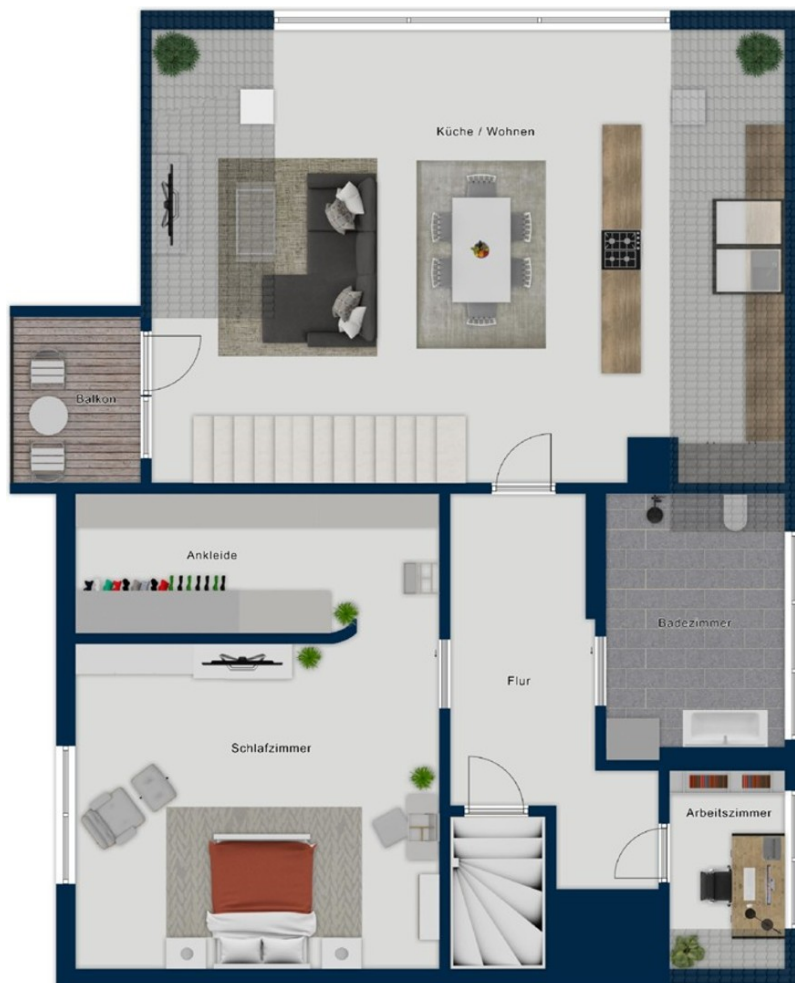 Küche / Wohnen
Balkon
Ankleide
Badezimmer
Flur
Schlafzimmer
Arbeitszimmer